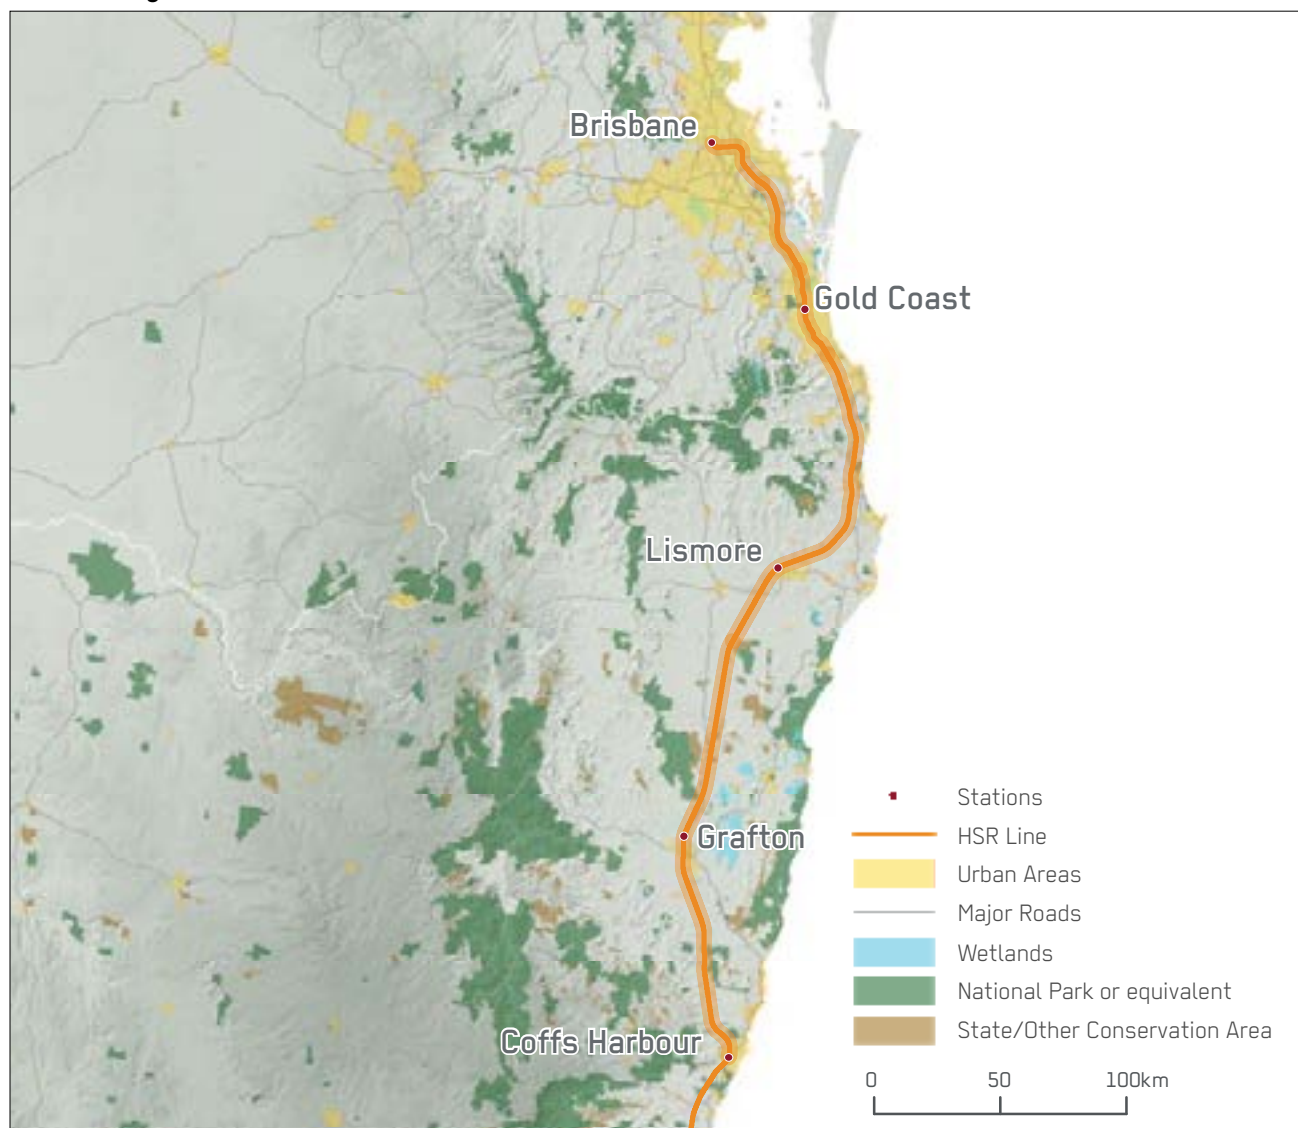 Brisbane
Gold Coast
Lismore
Grafton
Coffs Harbour
Stations
HSR Line
Urban Areas
Major Roads
Wetlands
National Park or equivalent
State/Other Conservation Area
0 50 100km